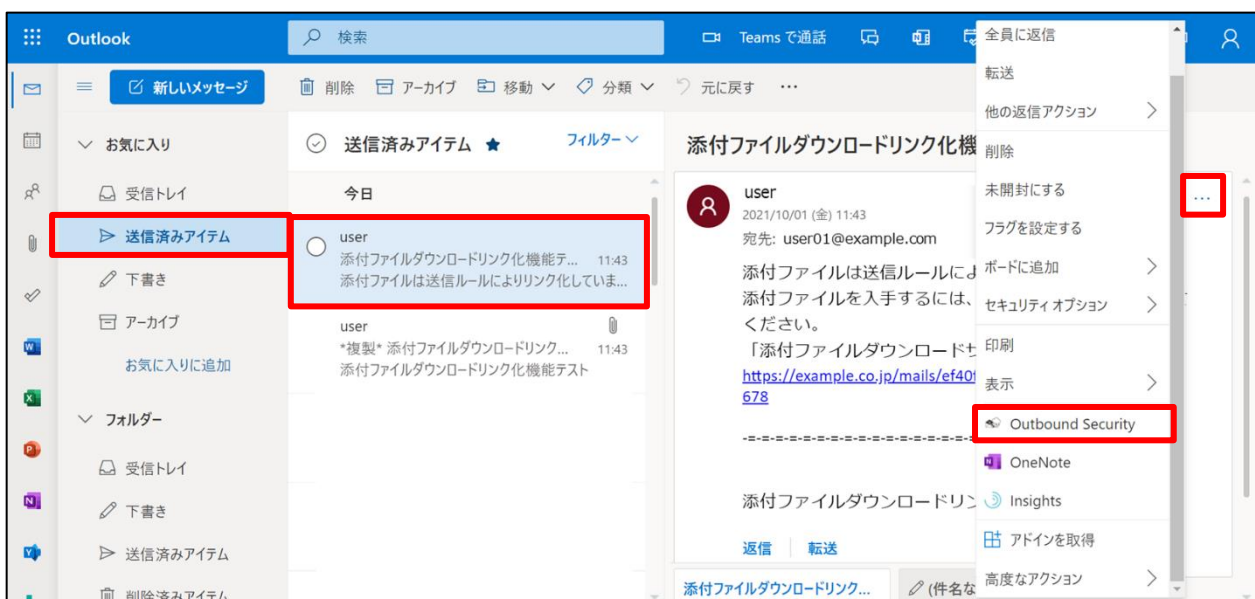 Outlook
検索
Teams で通話
新しいメッセージ
削除
アーカイブ
移動
分類
元に戻す
…
お気に入り
受信トレイ
送信済みアイテム
下書き
アーカイブ
お気に入りに追加
フォルダー
受信トレイ
下書き
送信済みアイテム
削除済みアイテム
送信済みアイテム ★
フィルター
今日
user
添付ファイルダウンロードリンク化機能テ... 11:43
添付ファイルは送信ルールによりリンク化していま...
user
*複製* 添付ファイルダウンロードリンク... 11:43
添付ファイルダウンロードリンク化機能テスト
添付ファイルダウンロードリンク化機
user
2021/10/01 (金) 11:43
宛先: user01@example.com
...
添付ファイルは送信ルールによ
添付ファイルを入手するには、
ください。
「添付ファイルダウンロードサ
https://example.co.jp/mails/ef40
678
-=-=-=-=-=-=-=-=-=-=-=-=-=-=-=-=-
添付ファイルダウンロードリン
返信
転送
添付ファイルダウンロードリンク...
(件名な
全員に返信
転送
他の返信アクション
削除
未開封にする
フラグを設定する
ボードに追加
セキュリティ オプション
印刷
表示
Outbound Security
OneNote
Insights
アドインを取得
高度なアクション